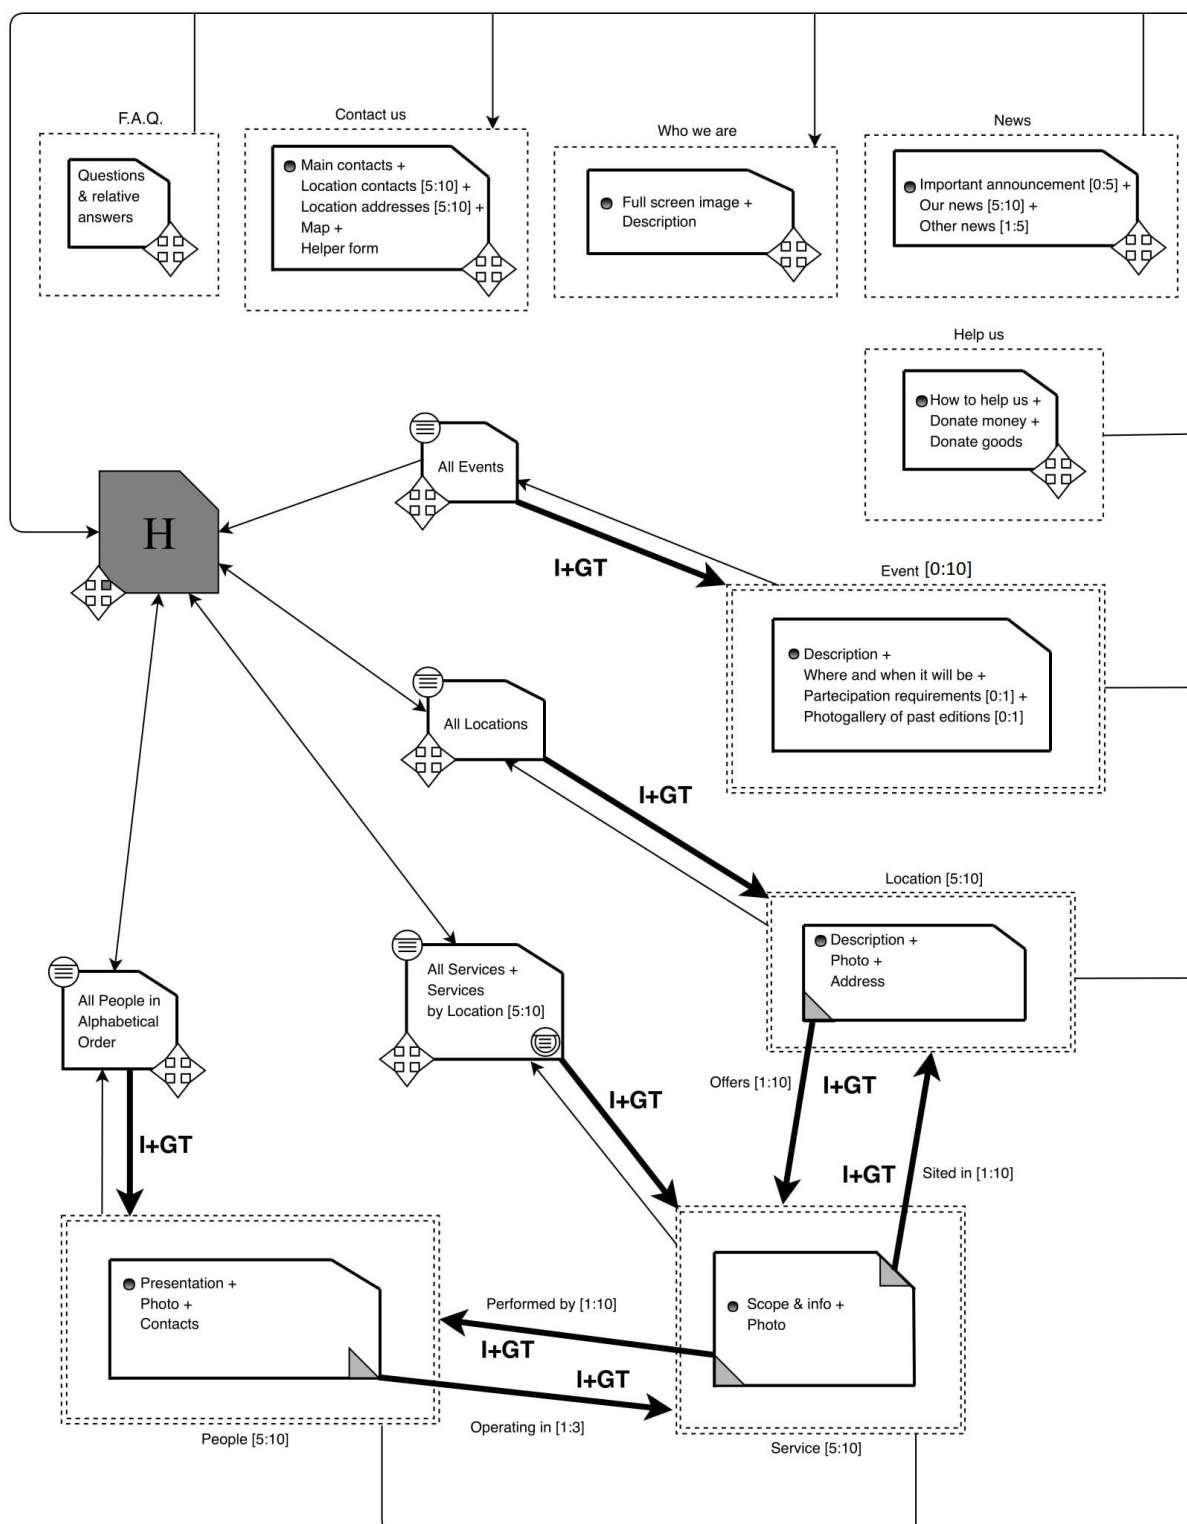 F.A.Q.
Questions
& relative
answers
Contact us
Main contacts +
Location contacts [5:10] +
Location addresses [5:10] +
Map +
Helper form
Who we are
Full screen image +
Description
News
Important announcement [0:5] +
Our news [5:10] +
Other news [1:5]
Help us
How to help us +
Donate money +
Donate goods
All Events
H
I+GT
Event [0:10]
Description +
Where and when it will be +
Partecipation requirements [0:1] +
Photogallery of past editions [0:1]
All Locations
I+GT
Location [5:10]
Description +
Photo +
Address
All People in
Alphabetical
Order
All Services +
Services
by Location [5:10]
Offers [1:10]
I+GT
I+GT
I+GT
I+GT
Sited in [1:10]
Presentation +
Photo +
Contacts
Performed by [1:10]
I+GT
I+GT
Operating in [1:3]
Scope & info +
Photo
People [5:10]
Service [5:10]